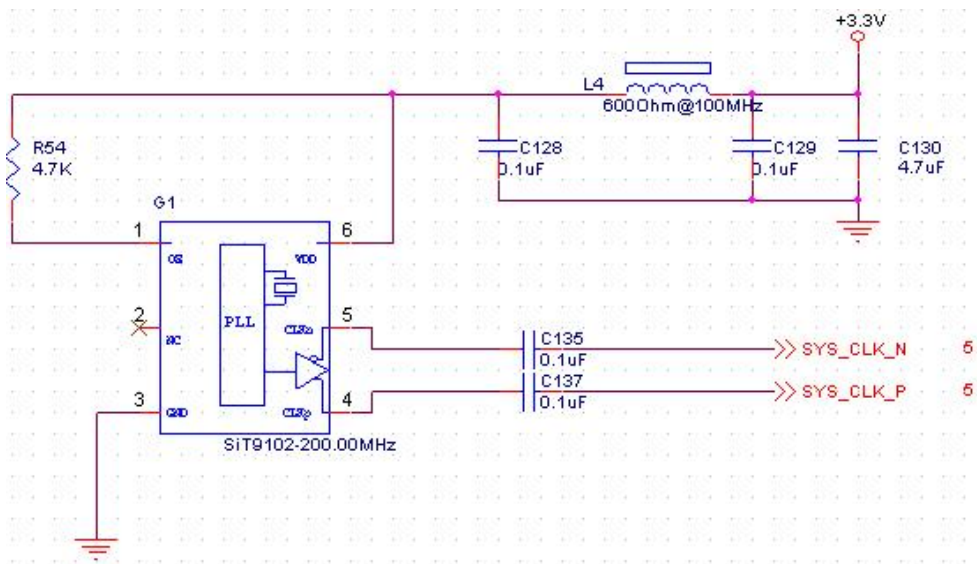 +3.3V
L4
600Ohm@100MHz
R54
4.7K
C128
0.1uF
C129
0.1uF
C130
4.7uF
G1
1
6
OE
VDD
2
5
PLL
CLKn
NC
C135
0.1uF
SYS_CLK_N
5
C137
0.1uF
SYS_CLK_P
5
3
4
GND
CLKp
SiT9102-200.00MHz